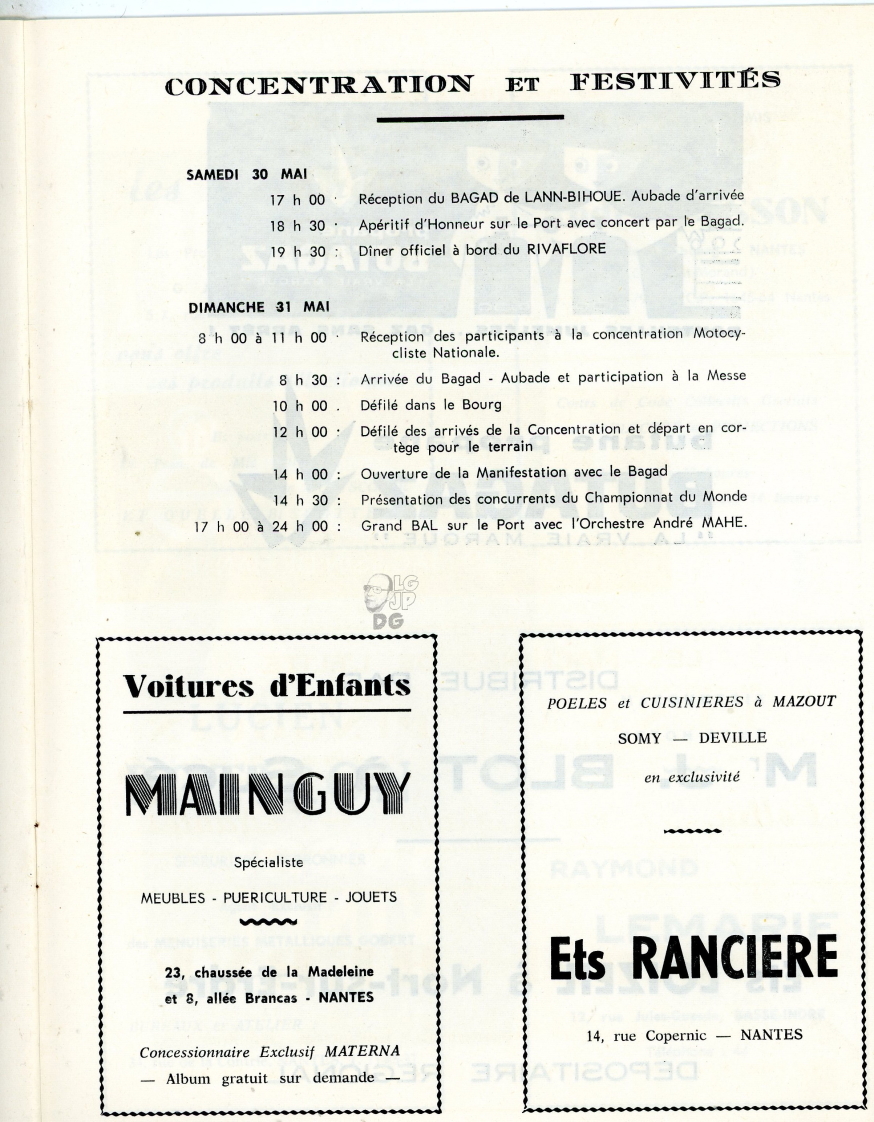 CONCENTRATION ET FESTIVITÉS
SAMEDI 30 MAI
17 h 00 · Réception du BAGAD de LANN-BIHOUE. Aubade d'arrivée
18 h 30 · Apéritif d'Honneur sur le Port avec concert par le Bagad.
19 h 30 : Dîner officiel à bord du RIVAFLORE
DIMANCHE 31 MAI
8 h 00 à 11 h 00 · Réception des participants à la concentration Motocy-
cliste Nationale.
8 h 30 : Arrivée du Bagad - Aubade et participation à la Messe
10 h 00 . Défilé dans le Bourg
12 h 00 : Défilé des arrivés de la Concentration et départ en cor-
tège pour le terrain
14 h 00 : Ouverture de la Manifestation avec le Bagad
14 h 30 : Présentation des concurrents du Championnat du Monde
17 h 00 à 24 h 00 : Grand BAL sur le Port avec l'Orchestre André MAHE.
LG
JP
DG
Voitures d'Enfants
MAINGUY
Spécialiste
MEUBLES - PUERICULTURE - JOUETS
23, chaussée de la Madeleine
et 8, allée Brancas - NANTES
Concessionnaire Exclusif MATERNA
— Album gratuit sur demande —
POELES et CUISINIERES à MAZOUT
SOMY — DEVILLE
en exclusivité
Ets RANCIERE
14, rue Copernic — NANTES